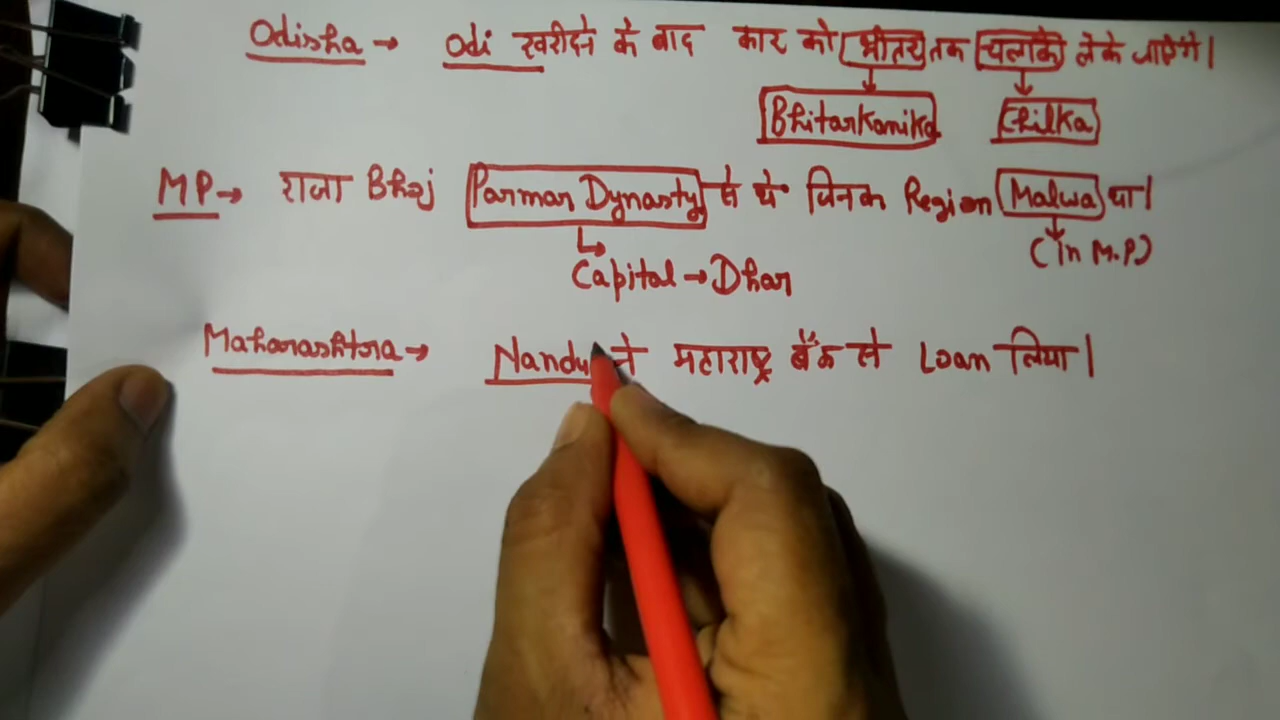 Odisha → Odi खरीदने के बाद कार को भीतर तक चलाके लेके जाएंगे।
Bhitarkanika Chilka
MP → राजा Bhoj Parmar Dynasty से थे जिनक Region Malwa था।
(In M.P)
Capital → Dhar
Maharashtra → Nandu ने महाराष्ट्र बैंक से Loan लिया।